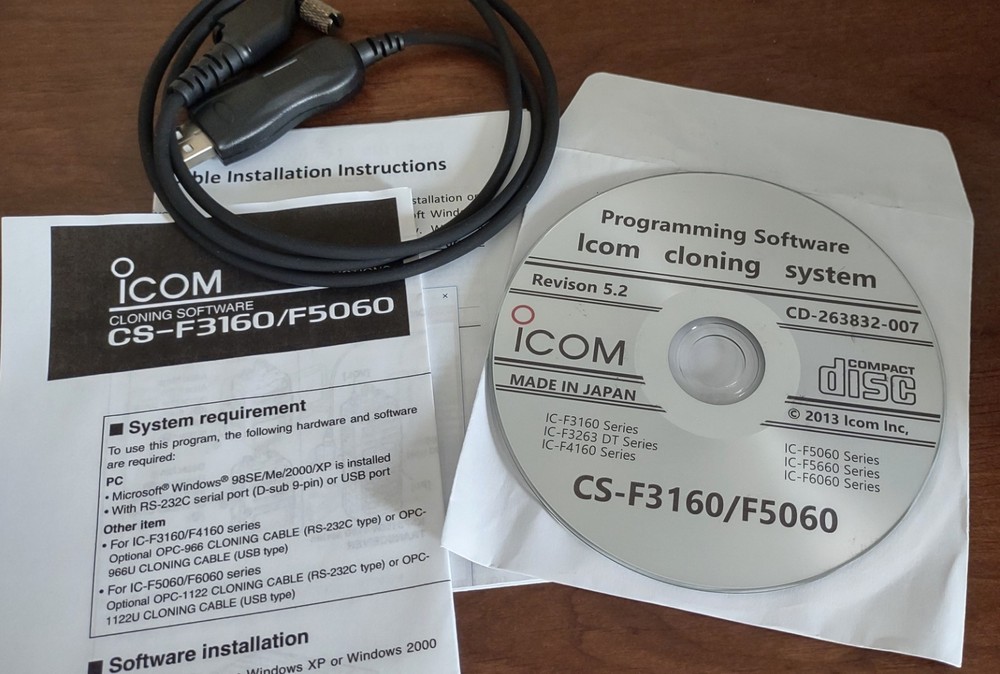 ble Installation Instructions
stallation
iCOM
CLONING SOFTWARE
CS-F3160/F5060
■ System requirement
To use this program, the following hardware and software
are required:
PC
• Microsoft® Windows® 98SE/Me/2000/XP is installed
• With RS-232C serial port (D-sub 9-pin) or USB port
Other item
• For IC-F3160/F4160 series
Optional OPC-966 CLONING CABLE (RS-232C type) or OPC-
966U CLONING CABLE (USB type)
• For IC-F5060/F6060 series
Optional OPC-1122 CLONING CABLE (RS-232C type) or OPC-
1122U CLONING CABLE (USB type)
■ Software installation
Windows XP or Windows 2000
Programming Software
Icom cloning system
Revison 5.2
CD-263832-007
iCOM
MADE IN JAPAN
COMPACT
disc
© 2013 Icom Inc,
IC-F3160 Series
IC-F3263 DT Series
IC-F4160 Series
IC-F5060 Series
IC-F5660 Series
IC-F6060 Series
CS-F3160/F5060